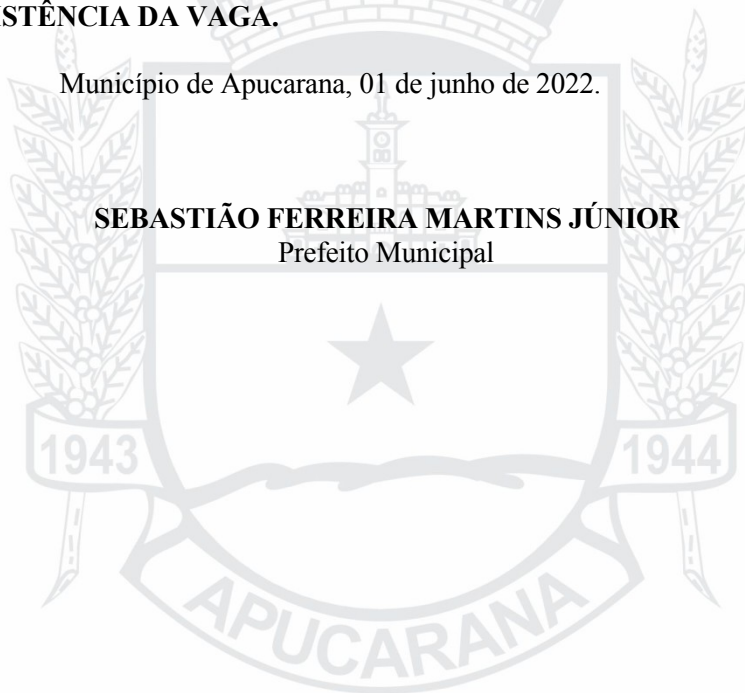 ISTÊNCIA DA VAGA.
Município de Apucarana, 01 de junho de 2022.
SEBASTIÃO FERREIRA MARTINS JÚNIOR
Prefeito Municipal
1943
1944
APUCARANA